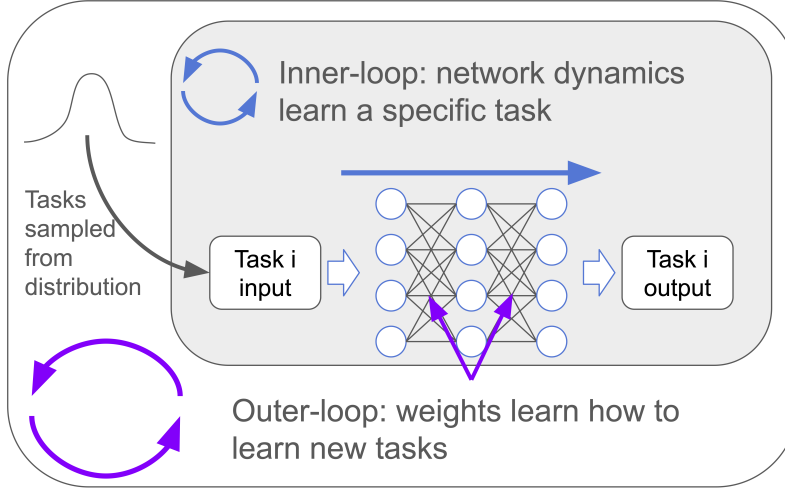 Inner-loop: network dynamics
learn a specific task
Tasks
sampled
from
distribution
Task i
input
Task i
output
Outer-loop: weights learn how to
learn new tasks